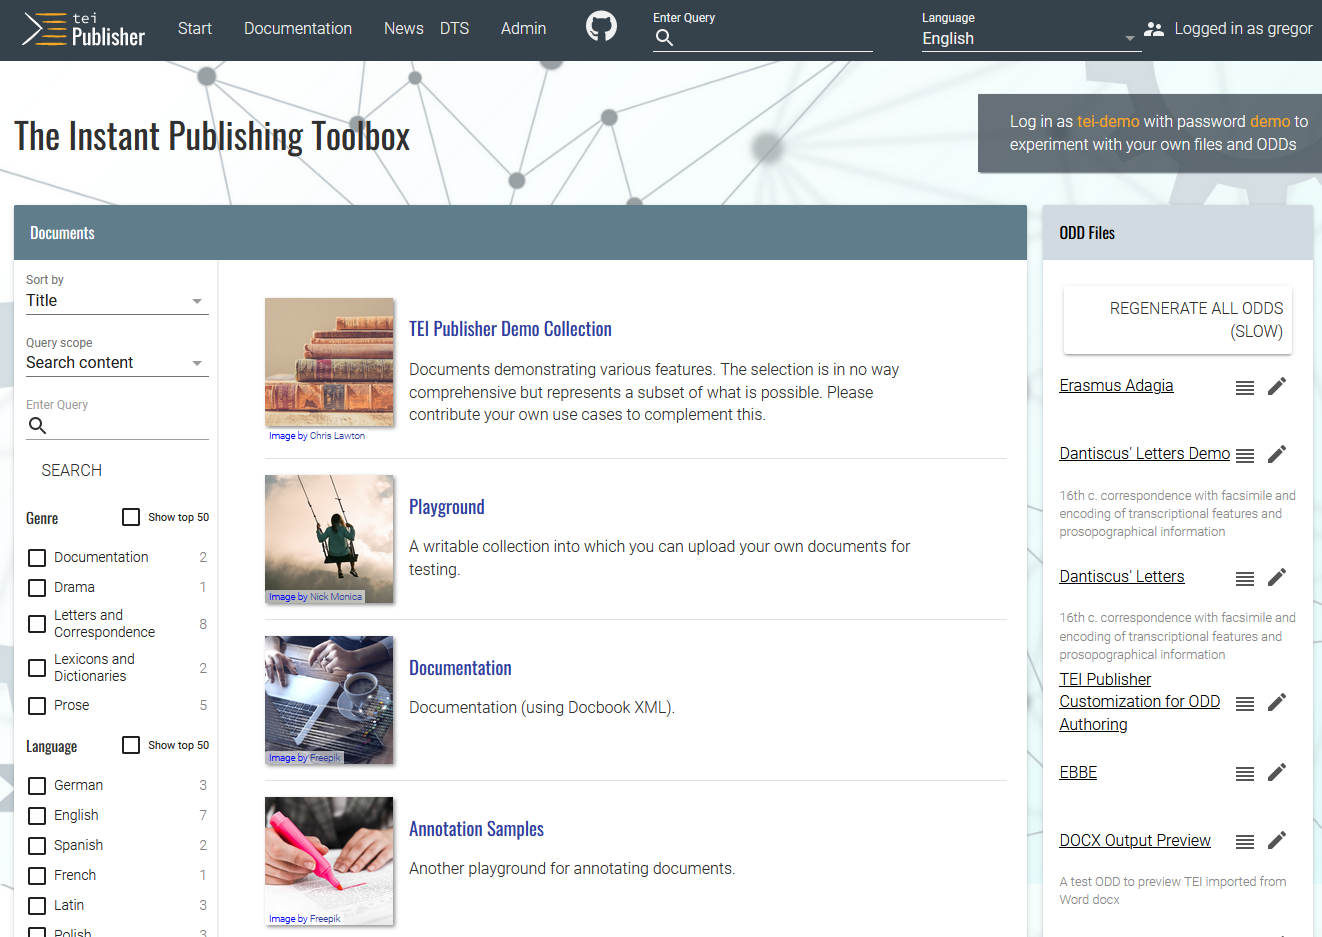 tei
Publisher
Start
Documentation
News
DTS
Admin
Enter Query
Language
English
Logged in as gregor
The Instant Publishing Toolbox
Log in as tei-demo with password demo to
experiment with your own files and ODDs
Documents
Sort by
Title
Query scope
Search content
Enter Query
SEARCH
Genre
Show top 50
Documentation 2
Drama 1
Letters and
Correspondence 8
Lexicons and
Dictionaries 2
Prose 5
Language
Show top 50
German 3
English 7
Spanish 2
French 1
Latin 3
Polish 3
TEI Publisher Demo Collection
Documents demonstrating various features. The selection is in no way
comprehensive but represents a subset of what is possible. Please
contribute your own use cases to complement this.
Image by Chris Lawton
Playground
A writable collection into which you can upload your own documents for
testing.
Image by Nick Monica
Documentation
Documentation (using Docbook XML).
Image by Freepik
Annotation Samples
Another playground for annotating documents.
Image by Freepik
ODD Files
REGENERATE ALL ODDS
(SLOW)
Erasmus Adagia
Dantiscus' Letters Demo
16th c. correspondence with facsimile and
encoding of transcriptional features and
prosopographical information
Dantiscus' Letters
16th c. correspondence with facsimile and
encoding of transcriptional features and
prosopographical information
TEI Publisher
Customization for ODD
Authoring
EBBE
DOCX Output Preview
A test ODD to preview TEI imported from
Word docx